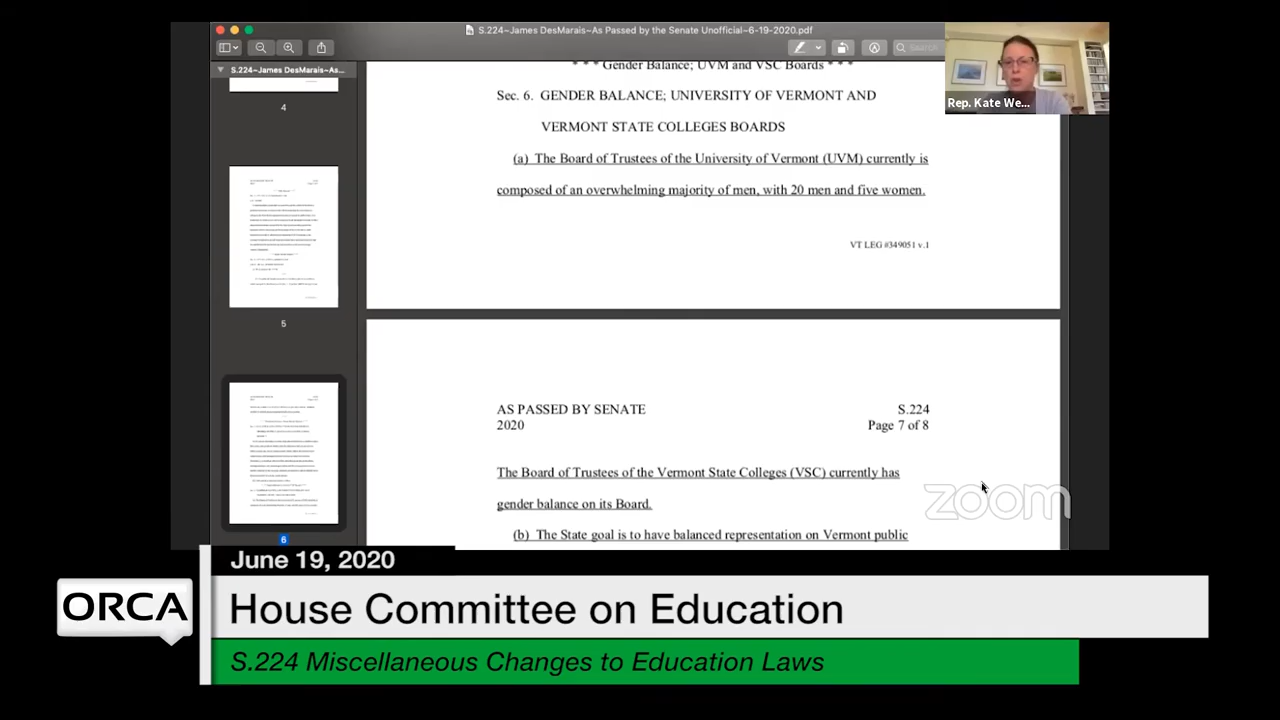 S.224~James DesMarais~As Passed by the Senate Unofficial~6-19-2020.pdf
Search
S.224~James DesMarais~As...
4
5
6
* * * Gender Balance; UVM and VSC Boards * * *
Sec. 6. GENDER BALANCE; UNIVERSITY OF VERMONT AND
VERMONT STATE COLLEGES BOARDS
(a) The Board of Trustees of the University of Vermont (UVM) currently is
composed of an overwhelming majority of men, with 20 men and five women.
VT LEG #349051 v.1
AS PASSED BY SENATE S.224
2020 Page 7 of 8
The Board of Trustees of the Vermont State Colleges (VSC) currently has
gender balance on its Board.
(b) The State goal is to have balanced representation on Vermont public
Rep. Kate We...
zoom
June 19, 2020
ORCA
House Committee on Education
S.224 Miscellaneous Changes to Education Laws